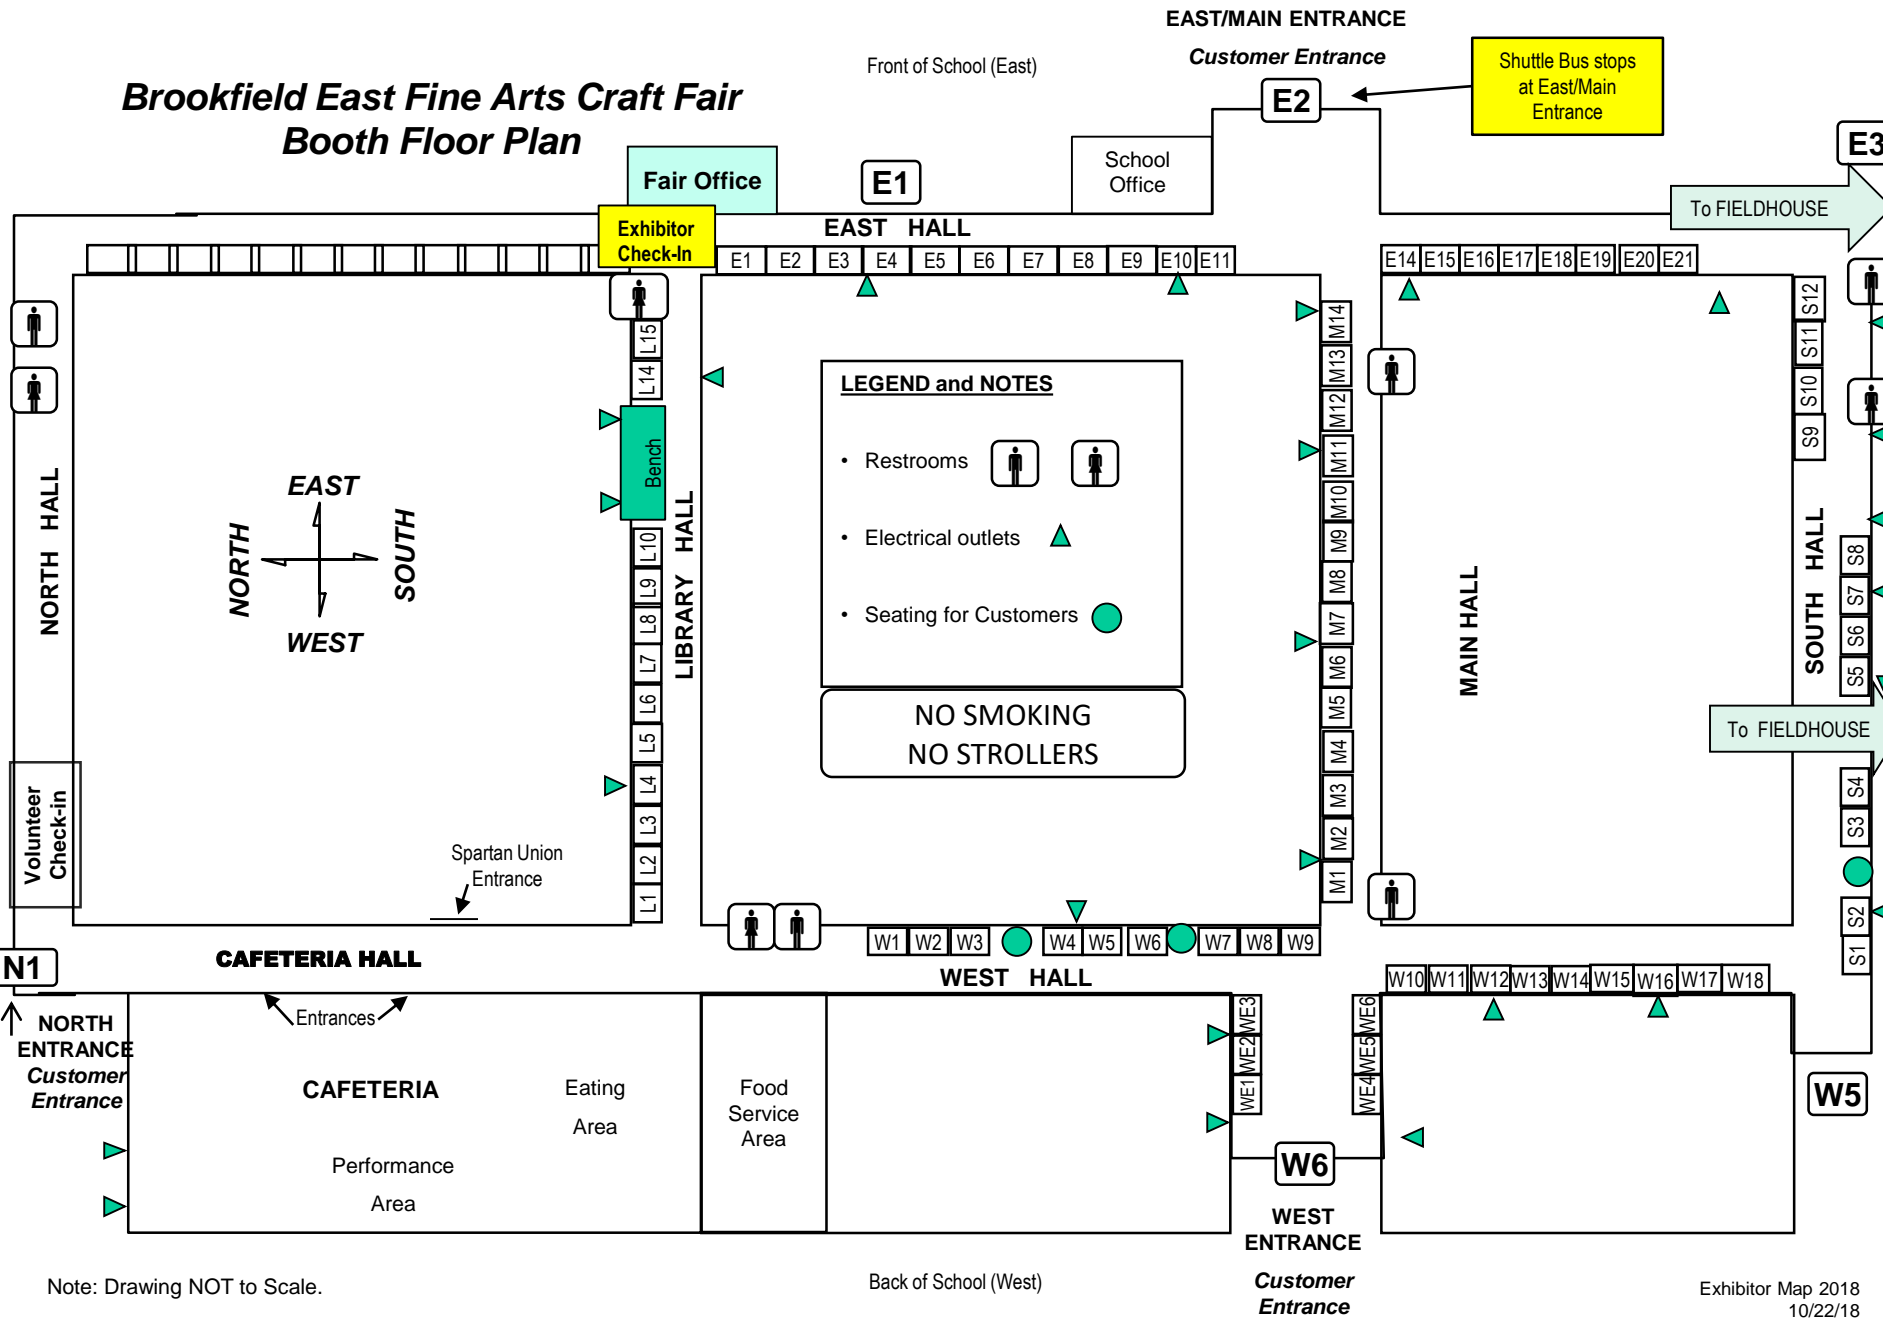 EAST/MAIN ENTRANCE
Customer Entrance
Front of School (East)
Shuttle Bus stops
at East/Main
Entrance
E2
Brookfield East Fine Arts Craft Fair
Booth Floor Plan
E3
Fair Office
E1
School
Office
To FIELDHOUSE
Exhibitor
Check-In
EAST HALL
E1 E2 E3 E4 E5 E6 E7 E8 E9 E10 E11
E14 E15 E16 E17 E18 E19 E20 E21
L15
L14
Bench
L10
L9
L8
L7
L6
L5
L4
L3
L2
L1
M14
M13
M12
M11
M10
M9
M8
M7
M6
M5
M4
M3
M2
M1
S12
S11
S10
S9
S8
S7
S6
S5
S4
S3
S2
S1
LEGEND and NOTES
• Restrooms
• Electrical outlets
• Seating for Customers
NO SMOKING
NO STROLLERS
EAST
NORTH
SOUTH
WEST
NORTH HALL
LIBRARY HALL
MAIN HALL
SOUTH HALL
To FIELDHOUSE
Volunteer
Check-in
Spartan Union
Entrance
N1
CAFETERIA HALL
W1 W2 W3 W4 W5 W6 W7 W8 W9
WEST HALL
W10 W11 W12 W13 W14 W15 W16 W17 W18
NORTH
ENTRANCE
Customer
Entrance
Entrances
CAFETERIA
Eating
Area
Performance
Area
Food
Service
Area
WE3
WE2
WE1
WE6
WE5
WE4
W5
W6
WEST
ENTRANCE
Customer
Entrance
Note: Drawing NOT to Scale.
Back of School (West)
Exhibitor Map 2018
10/22/18